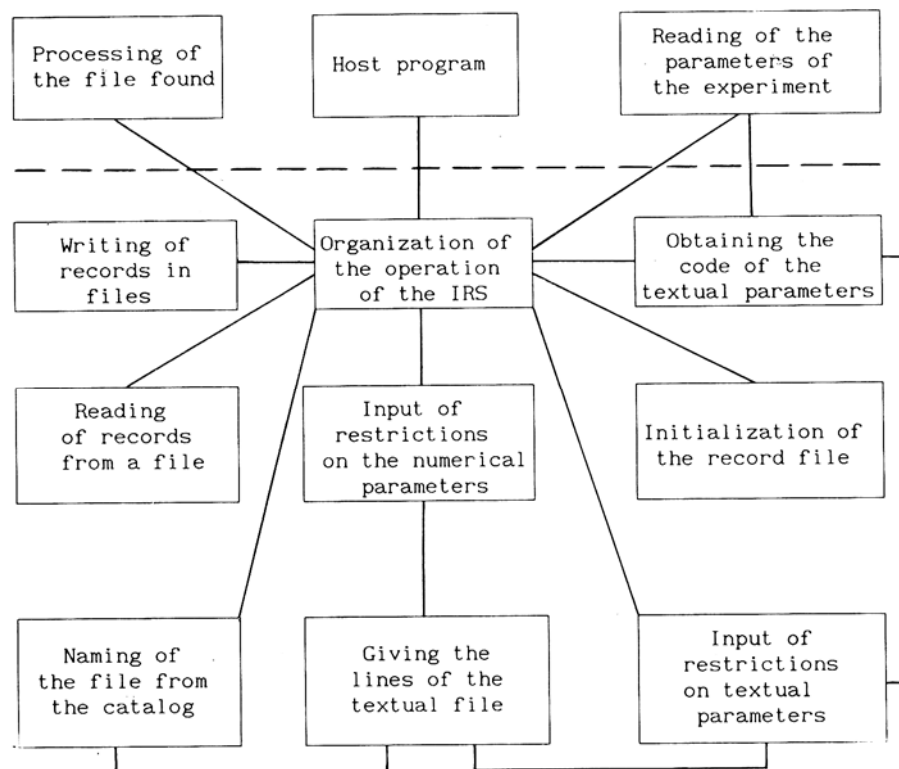 Processing of
the file found
Host program
Reading of the
parameters of
the experiment
Writing of
records in
files
Organization of
the operation
of the IRS
Obtaining the
code of the
textual parameters
Reading
of records
from a file
Input of
restrictions
on the numerical
parameters
Initialization of
the record file
Naming of
the file from
the catalog
Giving the
lines of the
textual file
Input of
restrictions
on textual
parameters